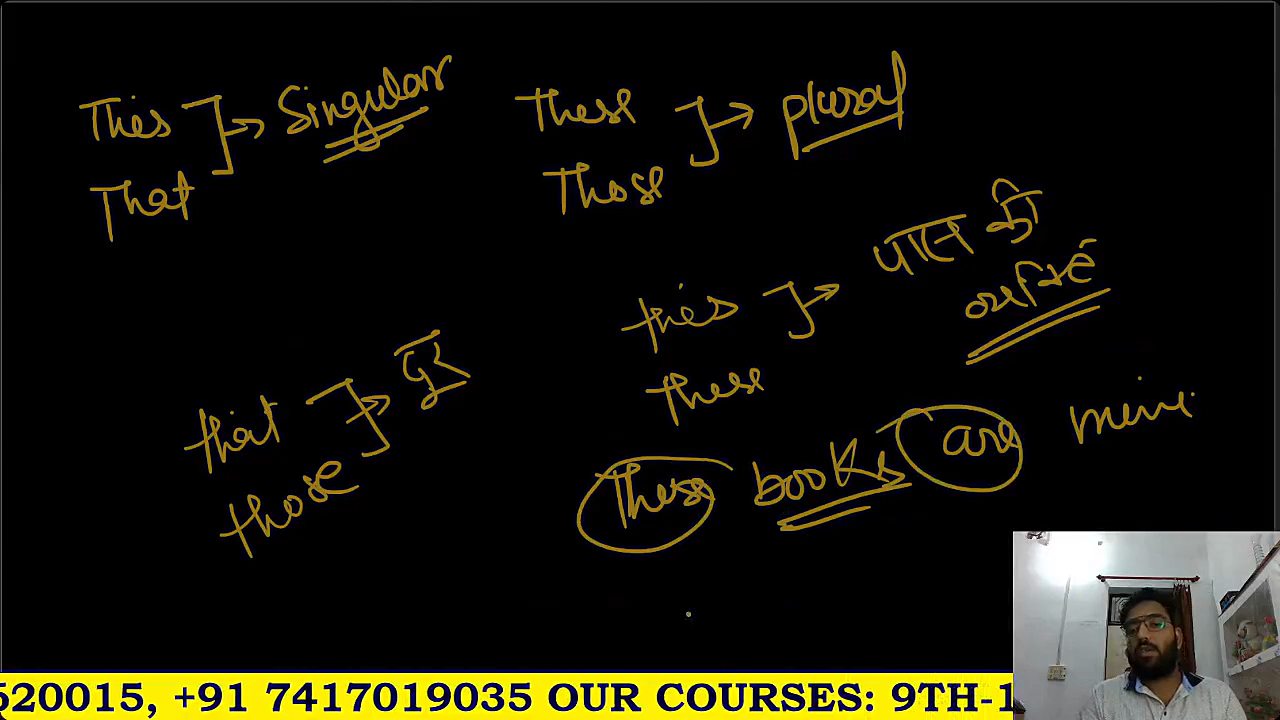 This
That
Singular
These
Those
plural
this
these
पास की
that
those
दूर
These books are mine
520015, +91 7417019035 OUR COURSES: 9TH-1